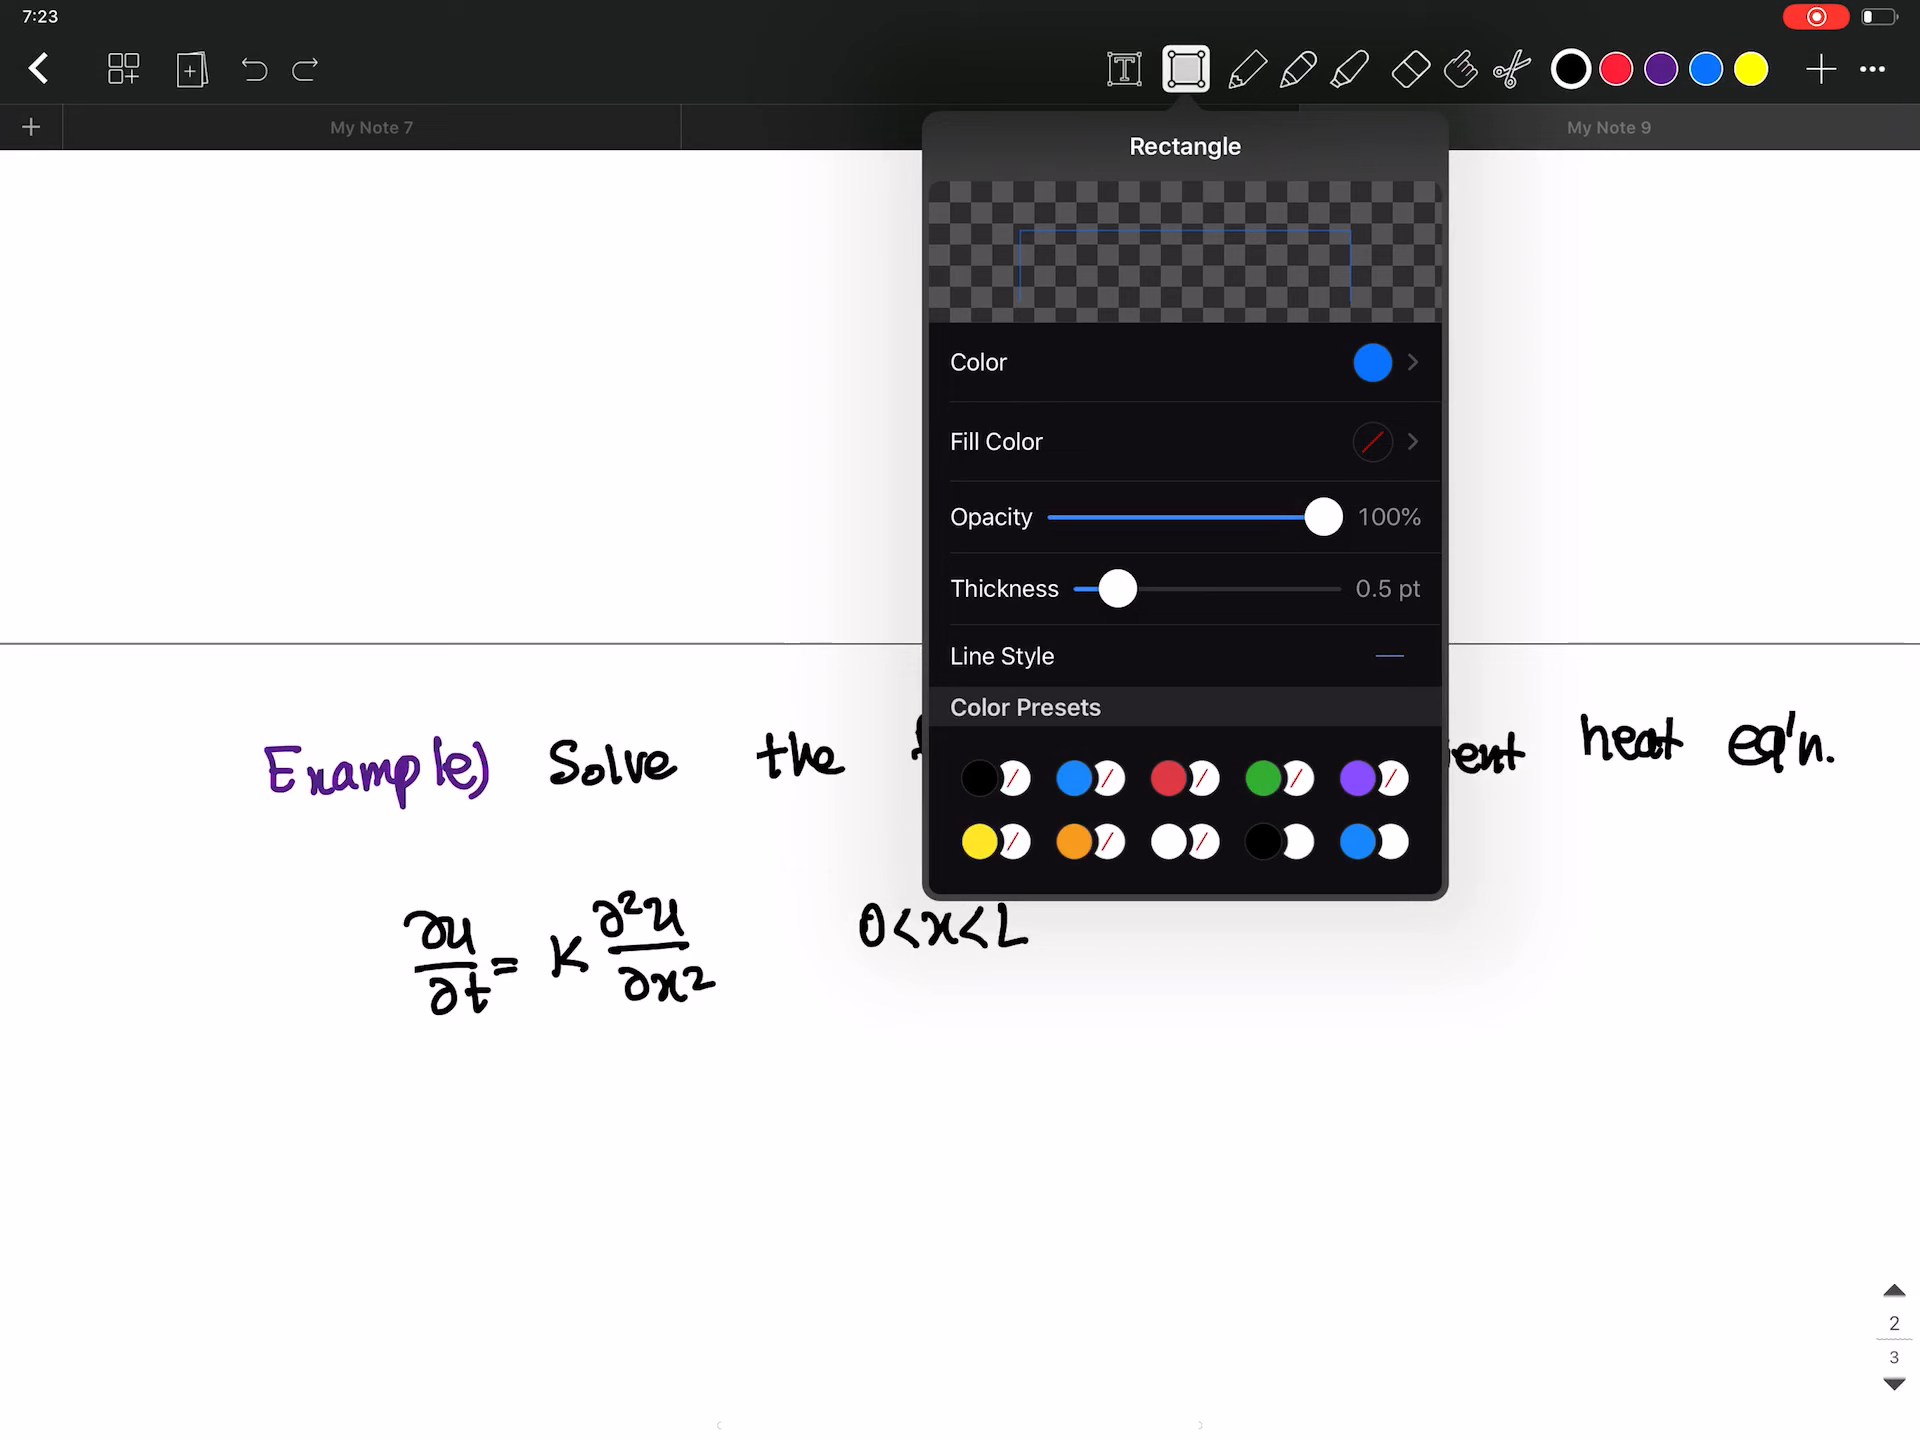 7:23
My Note 7
My Note 9
Rectangle
Color
Fill Color
Opacity 100%
Thickness 0.5 pt
Line Style
Color Presets
Example) Solve the ent heat eq'n.
∂u/∂t = K ∂²u/∂x² 0<x<L
2
3